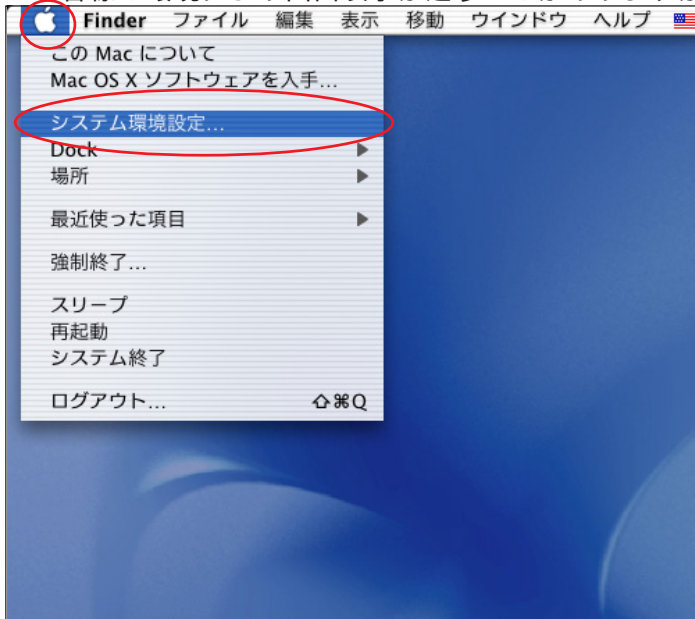 Finder ファイル 編集 表示 移動 ウインドウ ヘルプ
この Mac について
Mac OS X ソフトウェアを入手...
システム環境設定...
Dock
場所
最近使った項目
強制終了...
スリープ
再起動
システム終了
ログアウト... ⇧⌘Q